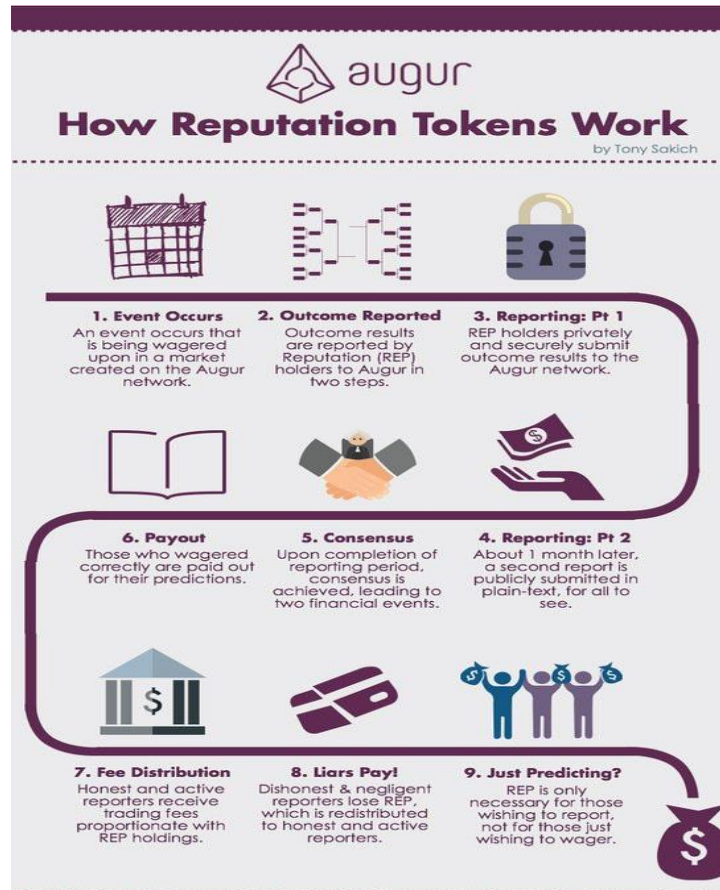 augur
How Reputation Tokens Work
by Tony Sakich
1. Event Occurs
An event occurs that
is being wagered
upon in a market
created on the Augur
network.
2. Outcome Reported
Outcome results
are reported by
Reputation (REP)
holders to Augur in
two steps.
3. Reporting: Pt 1
REP holders privately
and securely submit
outcome results to the
Augur network.
6. Payout
Those who wagered
correctly are paid out
for their predictions.
5. Consensus
Upon completion of
reporting period,
consensus is
achieved, leading to
two financial events.
4. Reporting: Pt 2
About 1 month later,
a second report is
publicly submitted in
plain-text, for all to
see.
$
7. Fee Distribution
Honest and active
reporters receive
trading fees
proportionate with
REP holdings.
8. Liars Pay!
Dishonest & negligent
reporters lose REP,
which is redistributed
to honest and active
reporters.
9. Just Predicting?
REP is only
necessary for those
wishing to report,
not for those just
wishing to wager.
$